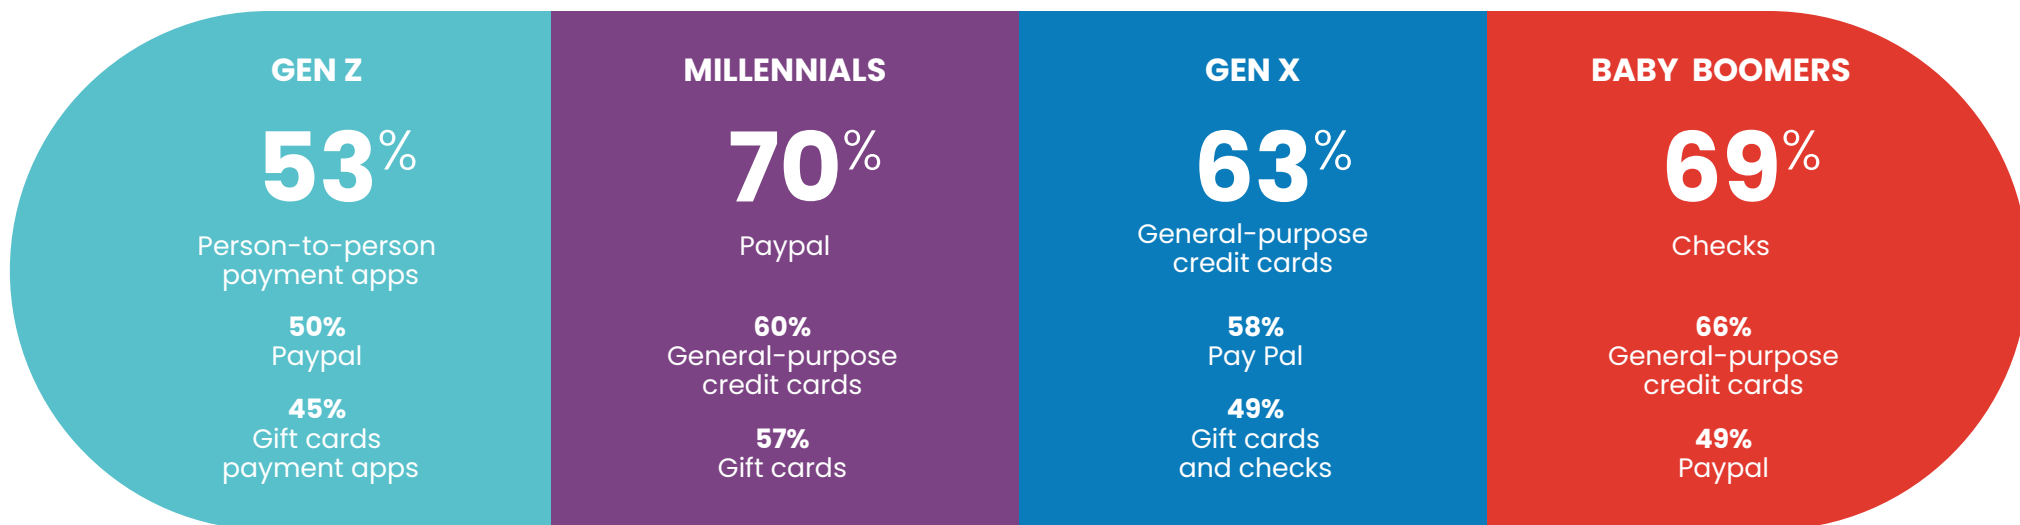 GEN Z
53%
Person-to-person
payment apps
50%
Paypal
45%
Gift cards
payment apps
MILLENNIALS
70%
Paypal
60%
General-purpose
credit cards
57%
Gift cards
GEN X
63%
General-purpose
credit cards
58%
Pay Pal
49%
Gift cards
and checks
BABY BOOMERS
69%
Checks
66%
General-purpose
credit cards
49%
Paypal